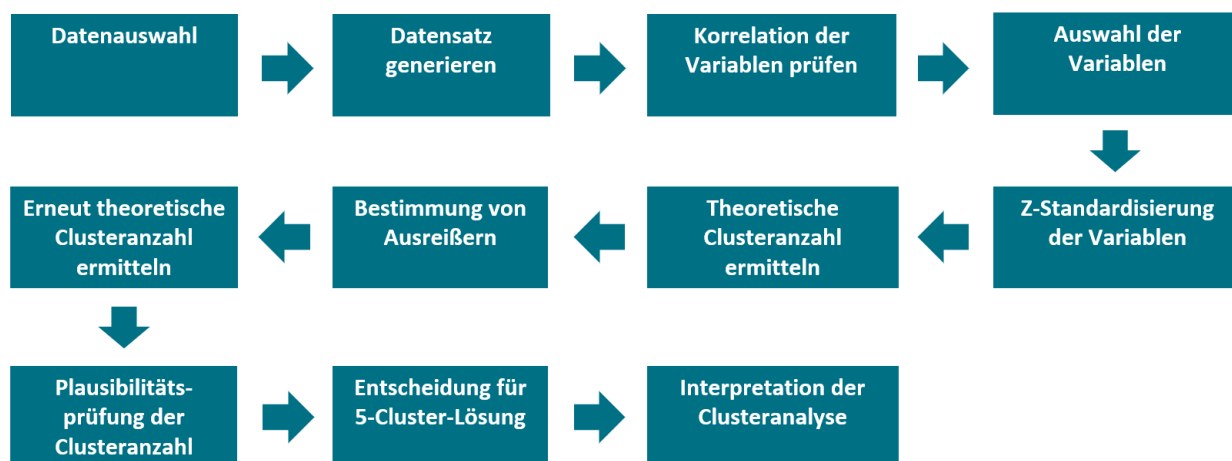 Datenauswahl
Datensatz
generieren
Korrelation der
Variablen prüfen
Auswahl der
Variablen
Z-Standardisierung
der Variablen
Theoretische
Clusteranzahl
ermitteln
Bestimmung von
Ausreißern
Erneut theoretische
Clusteranzahl
ermitteln
Plausibilitäts-
prüfung der
Clusteranzahl
Entscheidung für
5-Cluster-Lösung
Interpretation der
Clusteranalyse